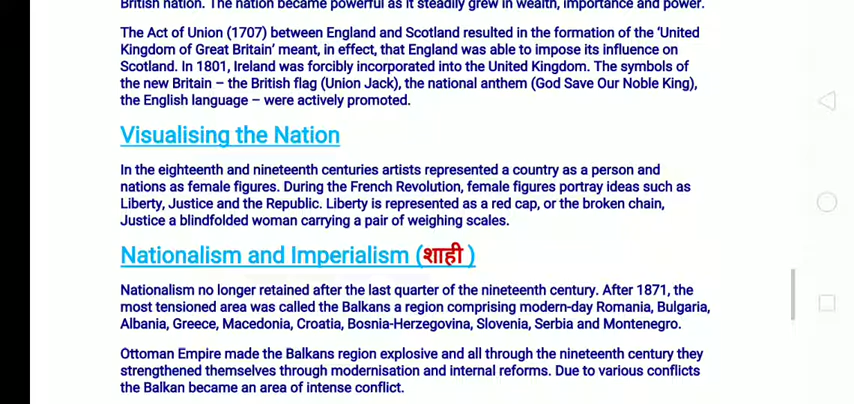 British nation. The nation became powerful as it steadily grew in wealth, importance and power.
The Act of Union (1707) between England and Scotland resulted in the formation of the ‘United
Kingdom of Great Britain’ meant, in effect, that England was able to impose its influence on
Scotland. In 1801, Ireland was forcibly incorporated into the United Kingdom. The symbols of
the new Britain – the British flag (Union Jack), the national anthem (God Save Our Noble King),
the English language – were actively promoted.
Visualising the Nation
In the eighteenth and nineteenth centuries artists represented a country as a person and
nations as female figures. During the French Revolution, female figures portray ideas such as
Liberty, Justice and the Republic. Liberty is represented as a red cap, or the broken chain,
Justice a blindfolded woman carrying a pair of weighing scales.
Nationalism and Imperialism (शाही )
Nationalism no longer retained after the last quarter of the nineteenth century. After 1871, the
most tensioned area was called the Balkans a region comprising modern-day Romania, Bulgaria,
Albania, Greece, Macedonia, Croatia, Bosnia-Herzegovina, Slovenia, Serbia and Montenegro.
Ottoman Empire made the Balkans region explosive and all through the nineteenth century they
strengthened themselves through modernisation and internal reforms. Due to various conflicts
the Balkan became an area of intense conflict.